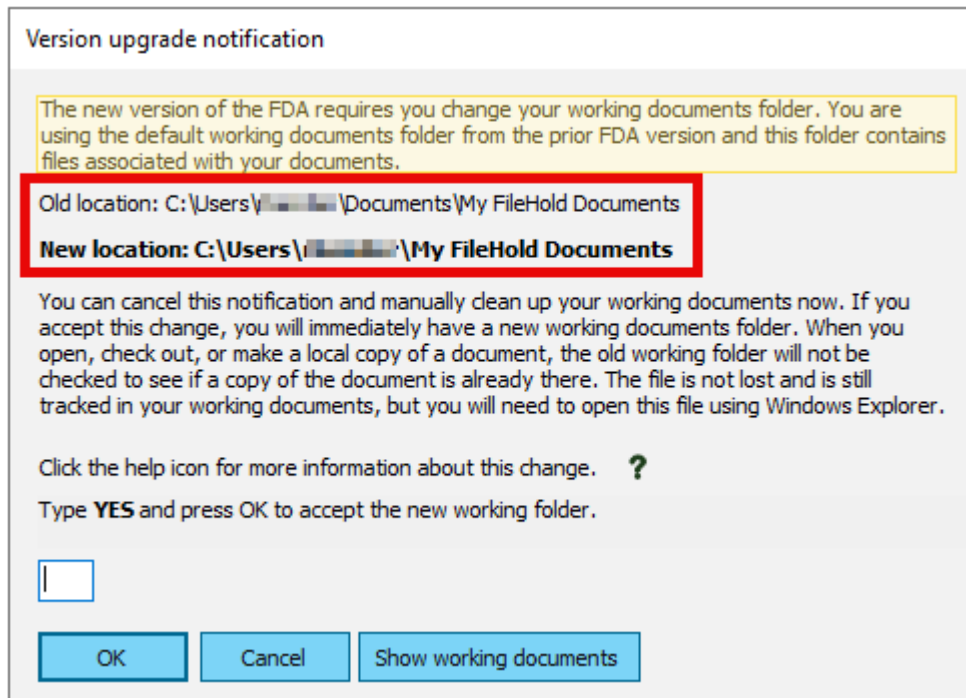 Version upgrade notification
The new version of the FDA requires you change your working documents folder. You are
using the default working documents folder from the prior FDA version and this folder contains
files associated with your documents.
Old location: C:\Users\ \Documents\My FileHold Documents
New location: C:\Users\ \My FileHold Documents
You can cancel this notification and manually clean up your working documents now. If you
accept this change, you will immediately have a new working documents folder. When you
open, check out, or make a local copy of a document, the old working folder will not be
checked to see if a copy of the document is already there. The file is not lost and is still
tracked in your working documents, but you will need to open this file using Windows Explorer.
Click the help icon for more information about this change. ?
Type YES and press OK to accept the new working folder.
OK Cancel Show working documents